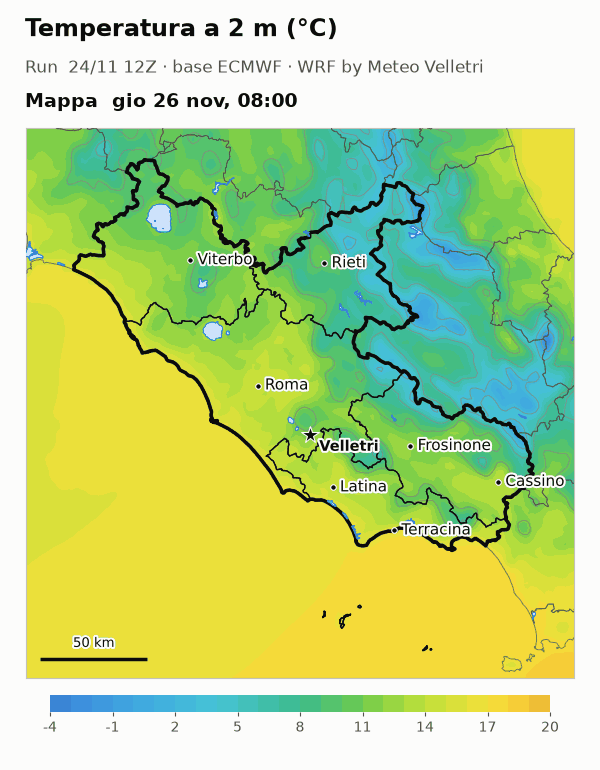 Temperatura a 2 m (°C)
Run  24/11 12Z · base ECMWF · WRF by Meteo Velletri
Mappa  gio 26 nov, 08:00
Viterbo
Rieti
Roma
Velletri
Frosinone
Latina
Cassino
Terracina
50 km
-4 -1 2 5 8 11 14 17 20